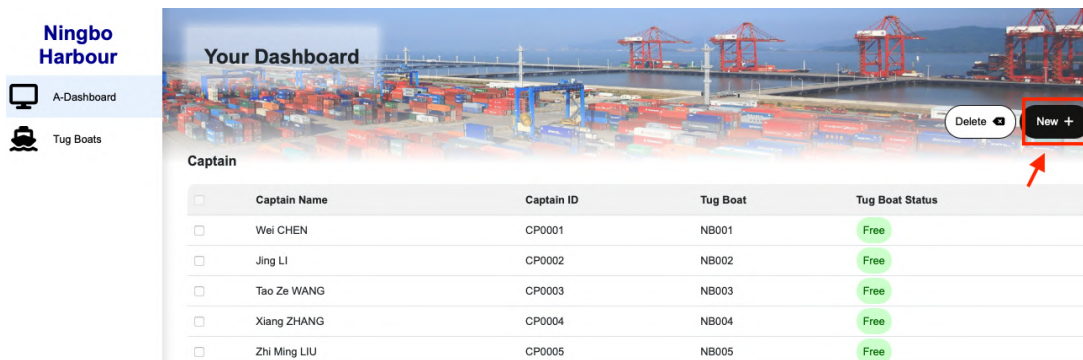 Ningbo
Harbour
A-Dashboard
Tug Boats
Your Dashboard
Delete
New +
Captain
Captain Name Captain ID Tug Boat Tug Boat Status
Wei CHEN CP0001 NB001 Free
Jing LI CP0002 NB002 Free
Tao Ze WANG CP0003 NB003 Free
Xiang ZHANG CP0004 NB004 Free
Zhi Ming LIU CP0005 NB005 Free